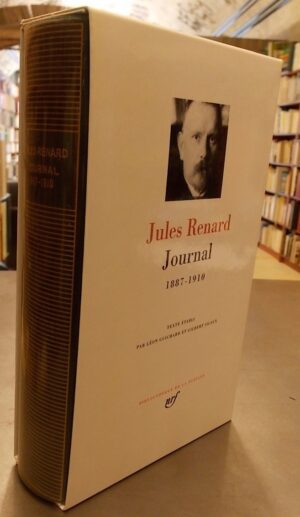 JULES RENARD
JOURNAL
1887-1910
Jules Renard
Journal
1887-1910
TEXTE ÉTABLI
PAR LÉON GUICHARD ET GILBERT SIGAUX
BIBLIOTHÈQUE DE LA PLÉIADE
nrf